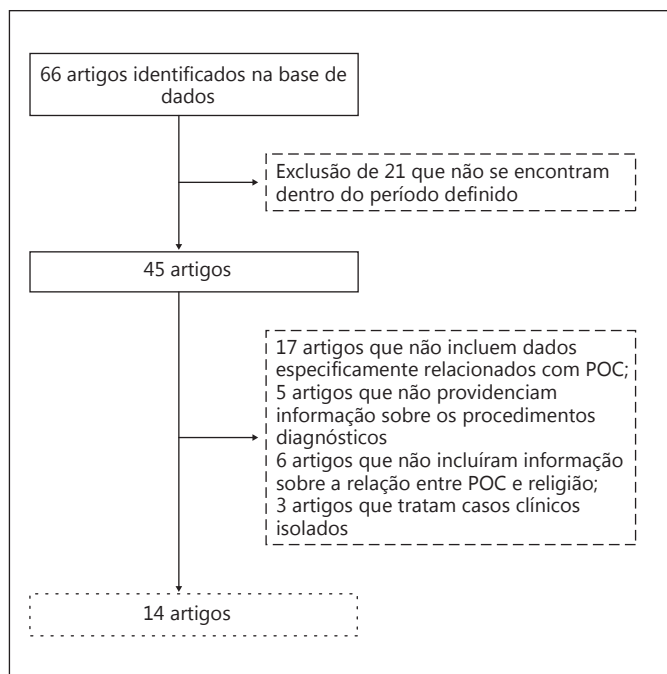 66 artigos identificados na base de
dados
Exclusão de 21 que não se encontram
dentro do período definido
45 artigos
17 artigos que não incluem dados
especificamente relacionados com POC;
5 artigos que não providenciam
informação sobre os procedimentos
diagnósticos
6 artigos que não incluíram informação
sobre a relação entre POC e religião;
3 artigos que tratam casos clínicos
isolados
14 artigos